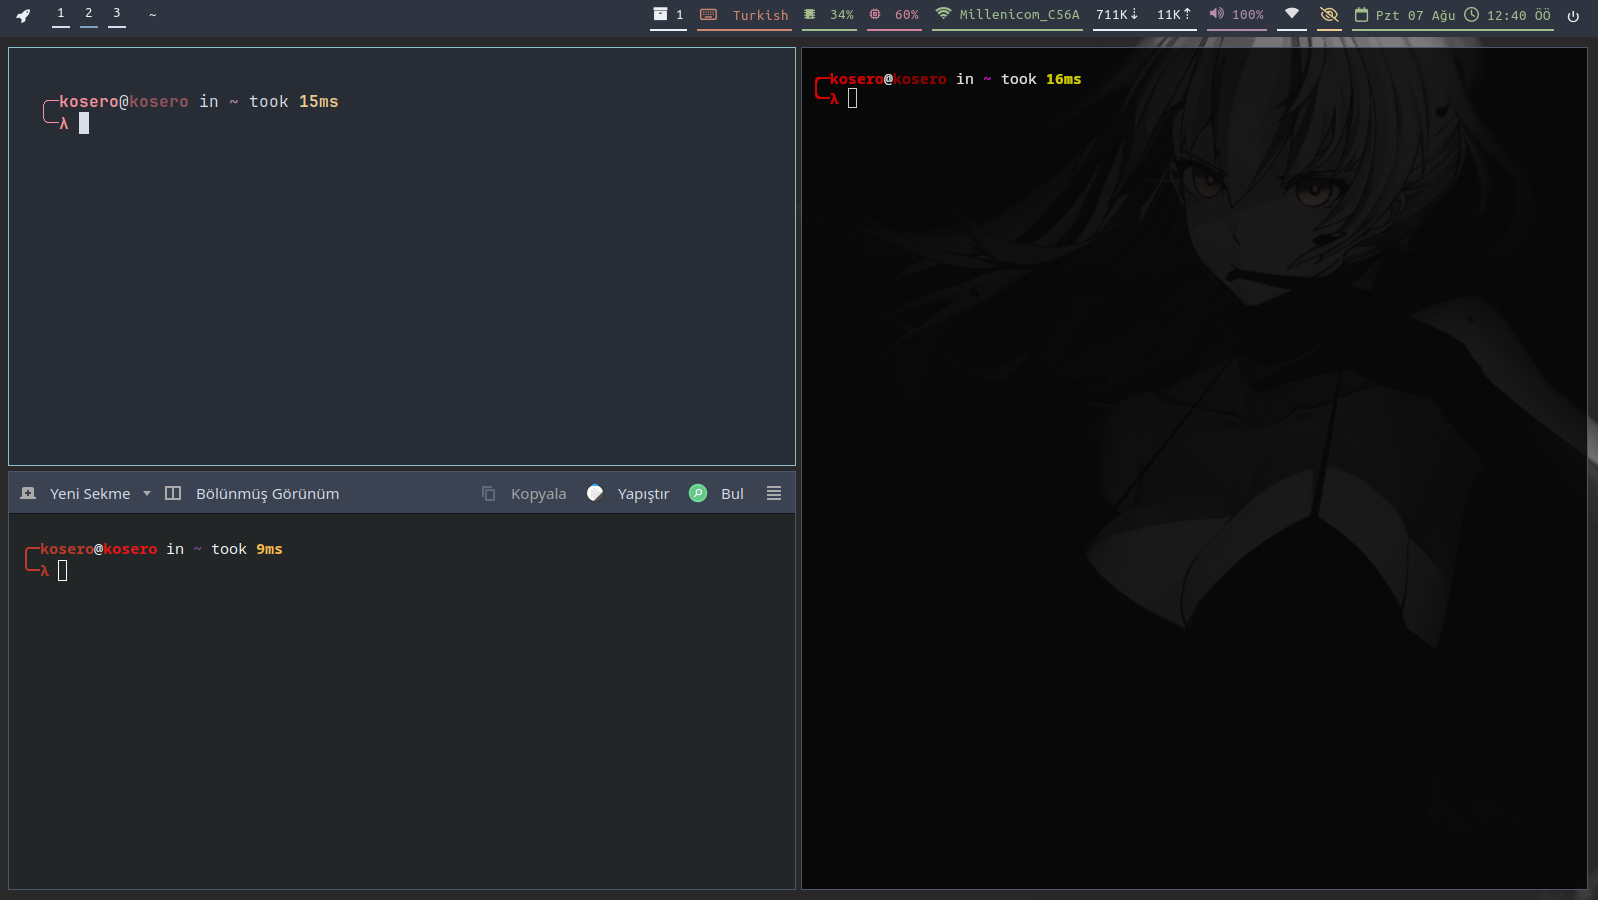 1 2 3 ~ 1 Turkish 34% 60% Millenicom_C56A 711K↓ 11K↑ 100% Pzt 07 Ağu 12:40 ÖÖ
kosero@kosero in ~ took 15ms
λ
Yeni Sekme Bölünmüş Görünüm Kopyala Yapıştır Bul
kosero@kosero in ~ took 9ms
λ
kosero@kosero in ~ took 16ms
λ